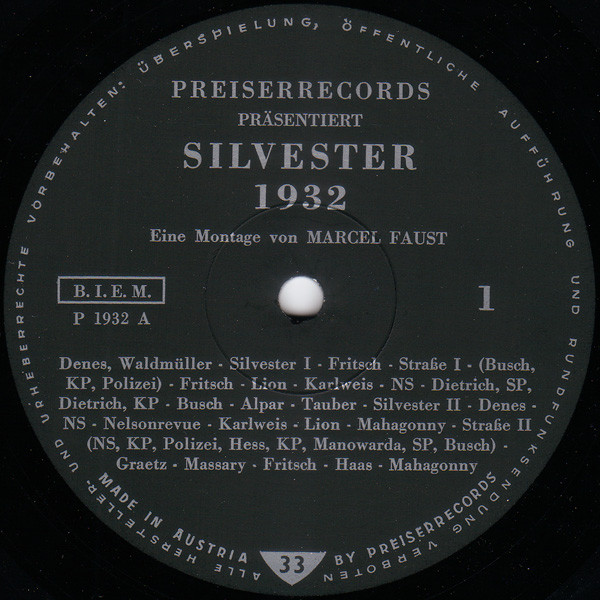 ALLE HERSTELLER- UND URHEBERRECHTE VORBEHALTEN: ÜBERSPIELUNG, ÖFFENTLICHE AUFFÜHRUNG UND RUNDFUNKSENDUNG VERBOTEN
PREISERRECORDS
PRÄSENTIERT
SILVESTER
1932
Eine Montage von MARCEL FAUST
B.I.E.M.
P 1932 A
1
Denes, Waldmüller - Silvester I - Fritsch - Straße I - (Busch,
KP, Polizei) - Fritsch - Lion - Karlweis - NS - Dietrich, SP,
Dietrich, KP - Busch - Alpar - Tauber - Silvester II - Denes -
NS - Nelsonrevue - Karlweis - Lion - Mahagonny - Straße II
(NS, KP, Polizei, Hess, KP, Manowarda, SP, Busch) -
Graetz - Massary - Fritsch - Haas - Mahagonny
MADE IN AUSTRIA
33
BY PREISERRECORDS